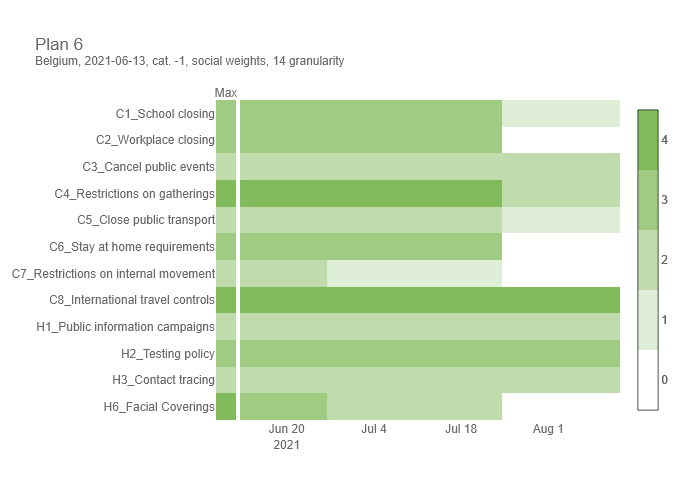 Plan 6
Belgium, 2021-06-13, cat. -1, social weights, 14 granularity
Max
C1_School closing
C2_Workplace closing
C3_Cancel public events
C4_Restrictions on gatherings
C5_Close public transport
C6_Stay at home requirements
C7_Restrictions on internal movement
C8_International travel controls
H1_Public information campaigns
H2_Testing policy
H3_Contact tracing
H6_Facial Coverings
Jun 20 Jul 4 Jul 18 Aug 1
2021
4
3
2
1
0